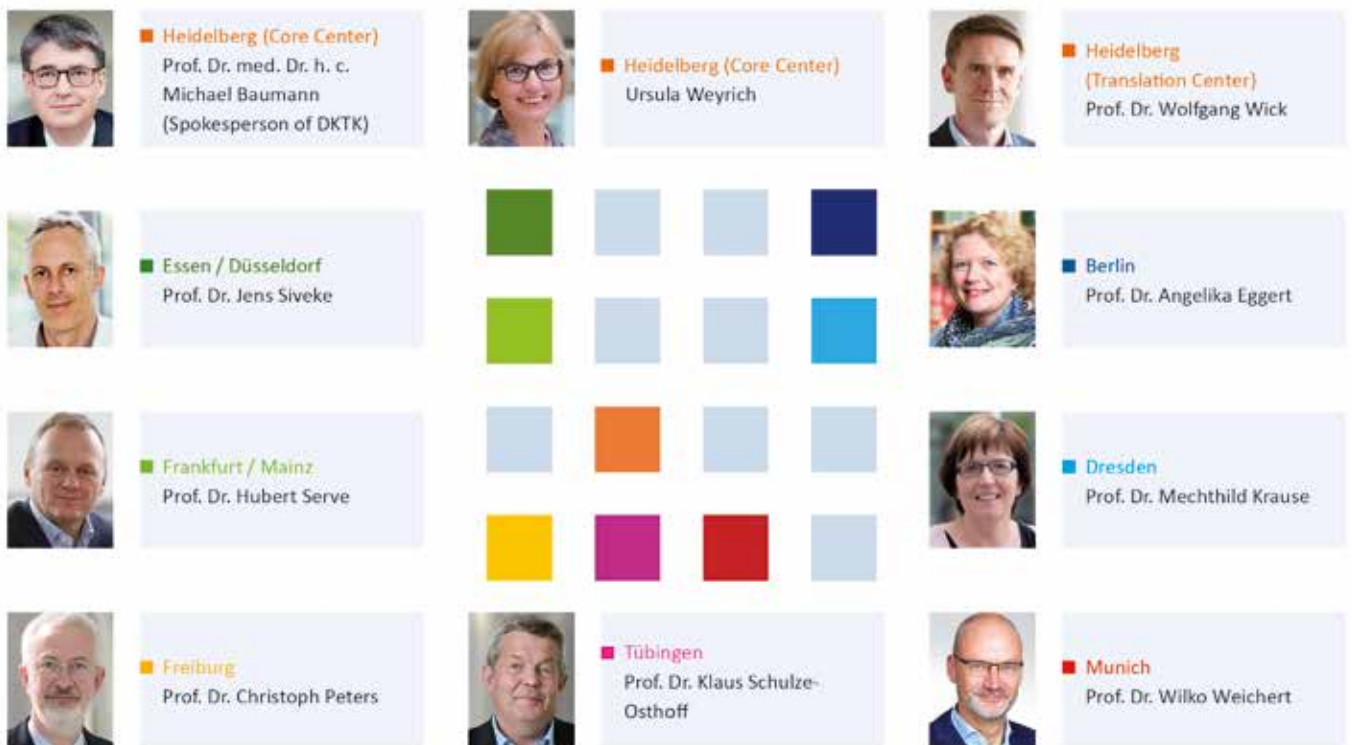 Heidelberg (Core Center)
Prof. Dr. med. Dr. h. c.
Michael Baumann
(Spokesperson of DKTK)
Heidelberg (Core Center)
Ursula Weyrich
Heidelberg
(Translation Center)
Prof. Dr. Wolfgang Wick
Essen / Düsseldorf
Prof. Dr. Jens Siveke
Berlin
Prof. Dr. Angelika Eggert
Frankfurt / Mainz
Prof. Dr. Hubert Serve
Dresden
Prof. Dr. Mechthild Krause
Freiburg
Prof. Dr. Christoph Peters
Tübingen
Prof. Dr. Klaus Schulze-
Osthoff
Munich
Prof. Dr. Wilko Weichert